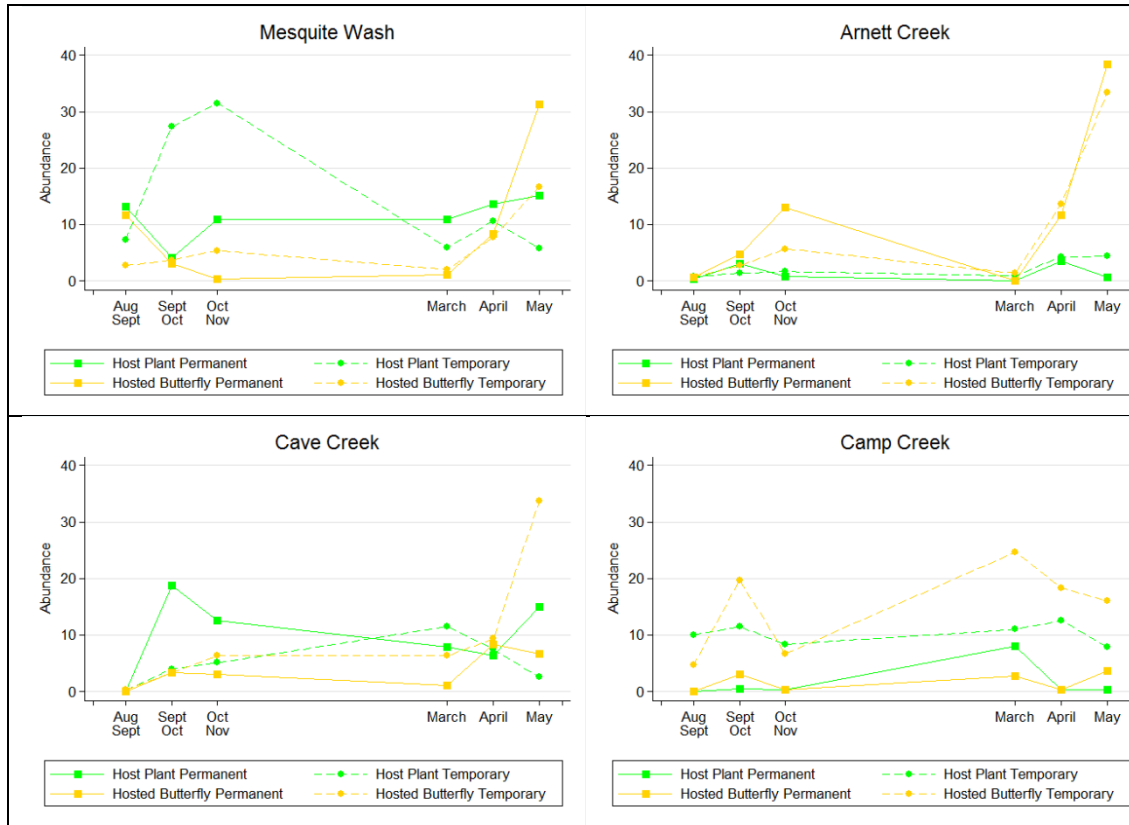 Mesquite Wash
40
30
20
10
0
Abundance
Aug Sept Oct March April May
Sept Oct Nov
Host Plant Permanent Host Plant Temporary
Hosted Butterfly Permanent Hosted Butterfly Temporary
Arnett Creek
40
30
20
10
0
Abundance
Aug Sept Oct March April May
Sept Oct Nov
Host Plant Permanent Host Plant Temporary
Hosted Butterfly Permanent Hosted Butterfly Temporary
Cave Creek
40
30
20
10
0
Abundance
Aug Sept Oct March April May
Sept Oct Nov
Host Plant Permanent Host Plant Temporary
Hosted Butterfly Permanent Hosted Butterfly Temporary
Camp Creek
40
30
20
10
0
Abundance
Aug Sept Oct March April May
Sept Oct Nov
Host Plant Permanent Host Plant Temporary
Hosted Butterfly Permanent Hosted Butterfly Temporary